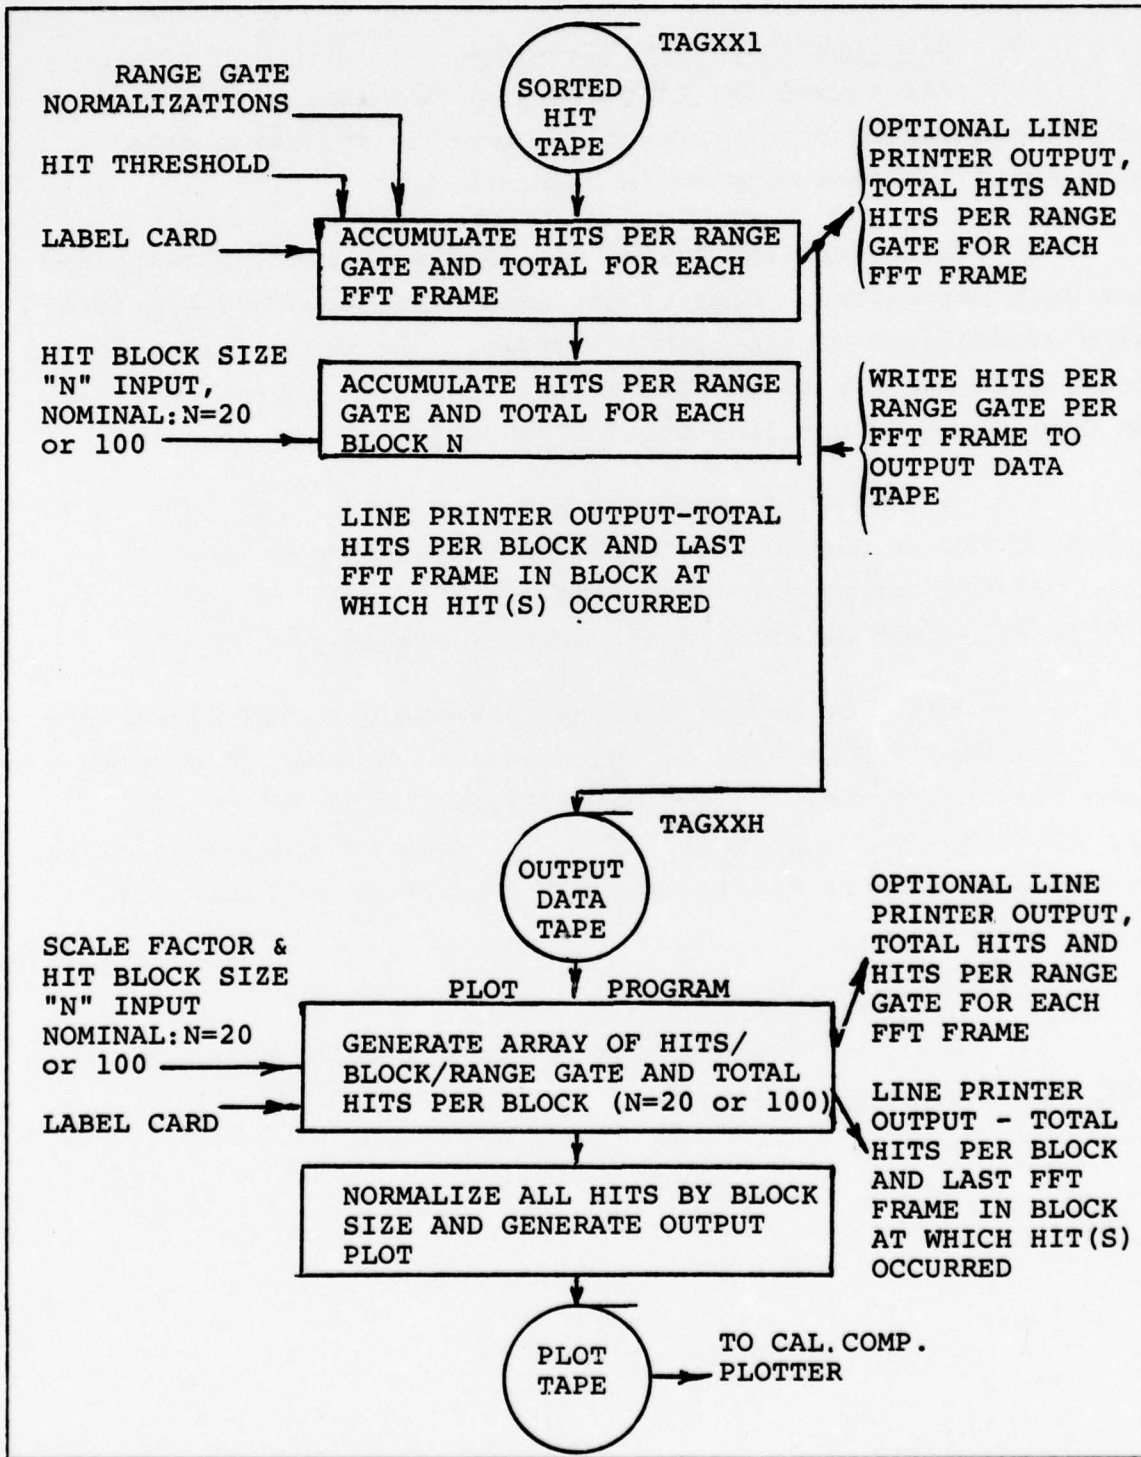 TAGXX1
SORTED
HIT
TAPE
RANGE GATE
NORMALIZATIONS
HIT THRESHOLD
LABEL CARD
ACCUMULATE HITS PER RANGE
GATE AND TOTAL FOR EACH
FFT FRAME
OPTIONAL LINE
PRINTER OUTPUT,
TOTAL HITS AND
HITS PER RANGE
GATE FOR EACH
FFT FRAME
HIT BLOCK SIZE
"N" INPUT,
NOMINAL:N=20
or 100
ACCUMULATE HITS PER RANGE
GATE AND TOTAL FOR EACH
BLOCK N
WRITE HITS PER
RANGE GATE PER
FFT FRAME TO
OUTPUT DATA
TAPE
LINE PRINTER OUTPUT-TOTAL
HITS PER BLOCK AND LAST
FFT FRAME IN BLOCK AT
WHICH HIT(S) OCCURRED
TAGXXH
OUTPUT
DATA
TAPE
PLOT PROGRAM
SCALE FACTOR &
HIT BLOCK SIZE
"N" INPUT
NOMINAL:N=20
or 100
LABEL CARD
GENERATE ARRAY OF HITS/
BLOCK/RANGE GATE AND TOTAL
HITS PER BLOCK (N=20 or 100)
OPTIONAL LINE
PRINTER OUTPUT,
TOTAL HITS AND
HITS PER RANGE
GATE FOR EACH
FFT FRAME
LINE PRINTER
OUTPUT - TOTAL
HITS PER BLOCK
AND LAST FFT
FRAME IN BLOCK
AT WHICH HIT(S)
OCCURRED
NORMALIZE ALL HITS BY BLOCK
SIZE AND GENERATE OUTPUT
PLOT
PLOT
TAPE
TO CAL.COMP.
PLOTTER